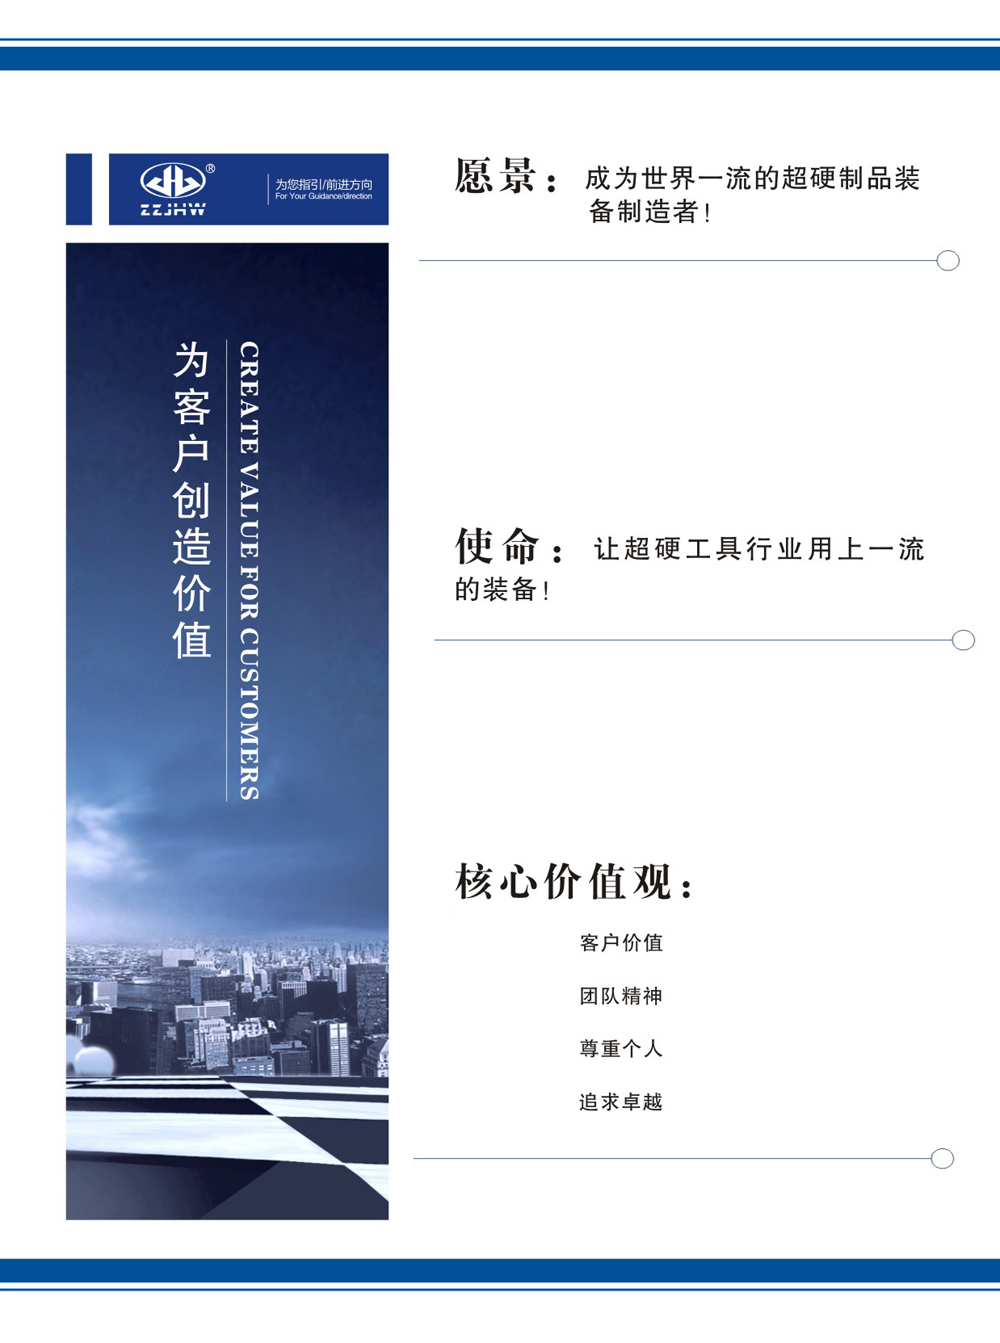 ZZJHW
®
为您指引/前进方向
For Your Guidance/direction
为客户创造价值
CREATE VALUE FOR CUSTOMERS
愿景：成为世界一流的超硬制品装
备制造者！
使命：让超硬工具行业用上一流
的装备！
核心价值观：
客户价值
团队精神
尊重个人
追求卓越